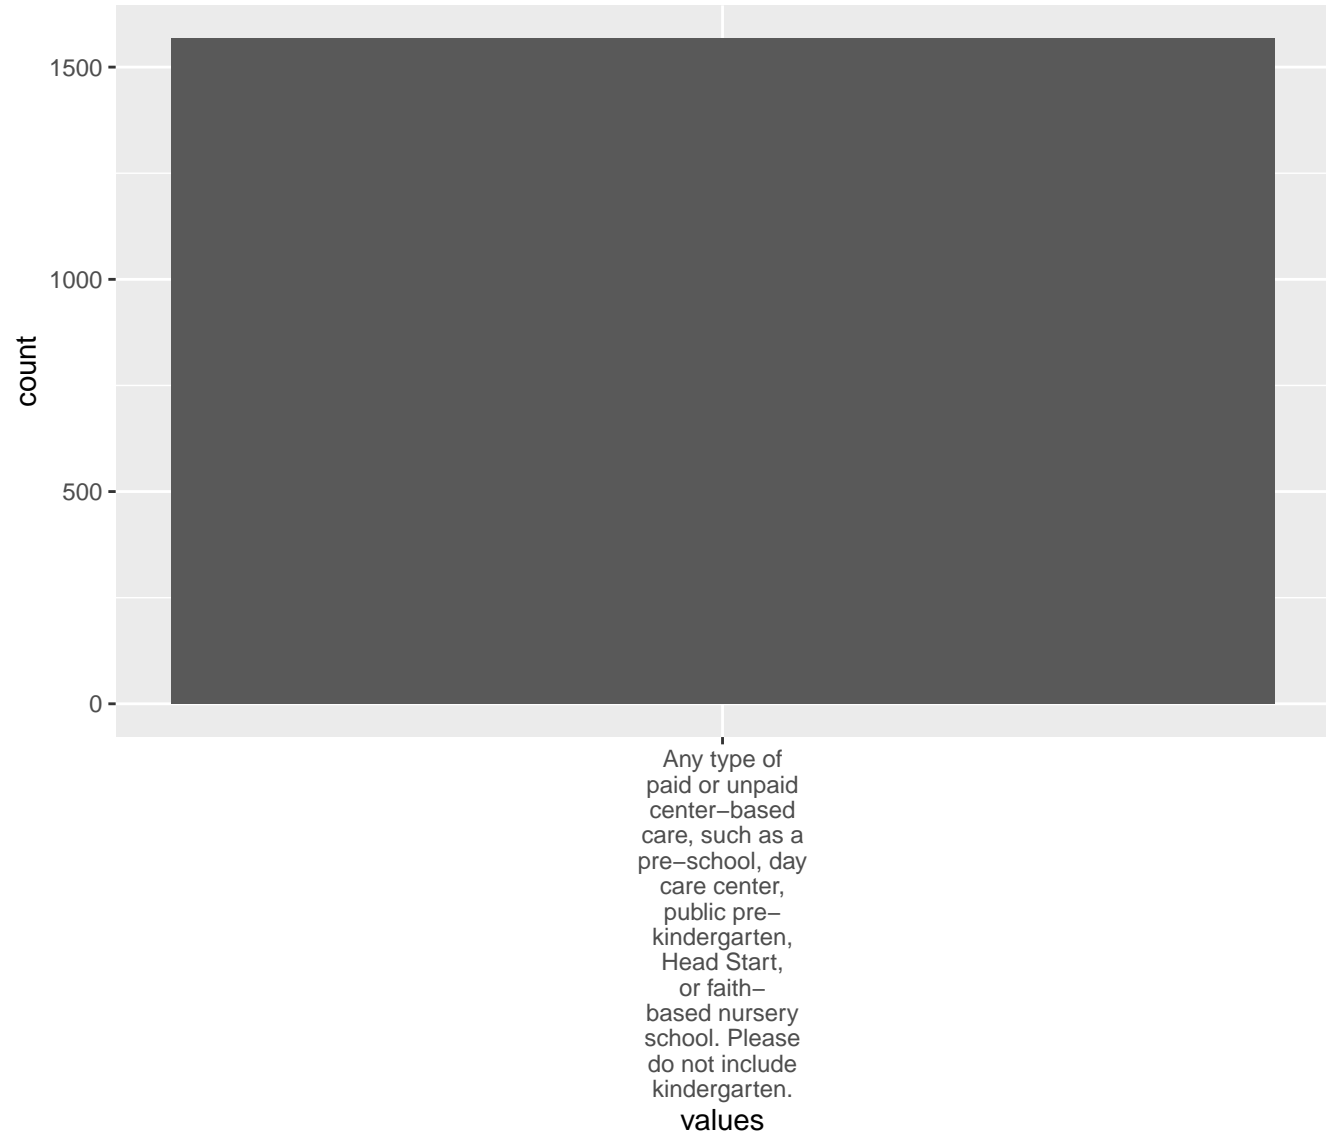 1500
1000
500
0
count
Any type of
paid or unpaid
center−based
care, such as a
pre−school, day
care center,
public pre−
kindergarten,
Head Start,
or faith−
based nursery
school. Please
do not include
kindergarten.
values